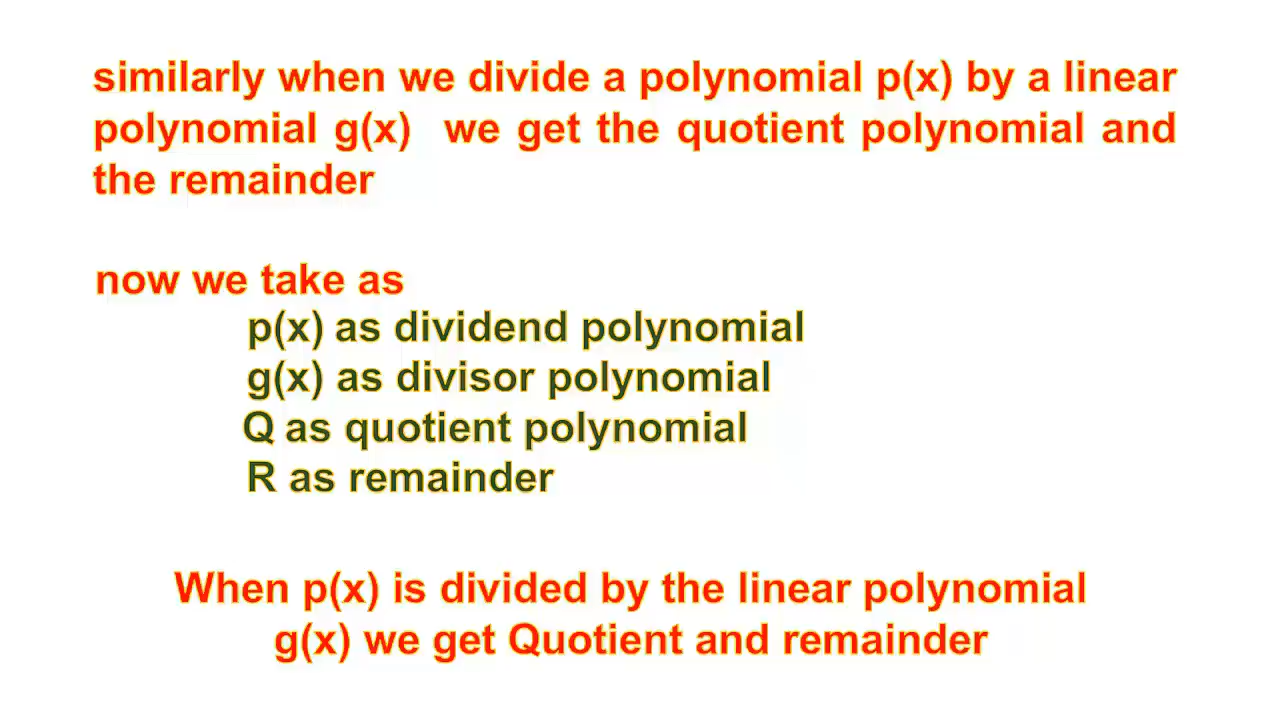 similarly when we divide a polynomial p(x) by a linear
polynomial g(x) we get the quotient polynomial and
the remainder
now we take as
p(x) as dividend polynomial
g(x) as divisor polynomial
Q as quotient polynomial
R as remainder
When p(x) is divided by the linear polynomial
g(x) we get Quotient and remainder